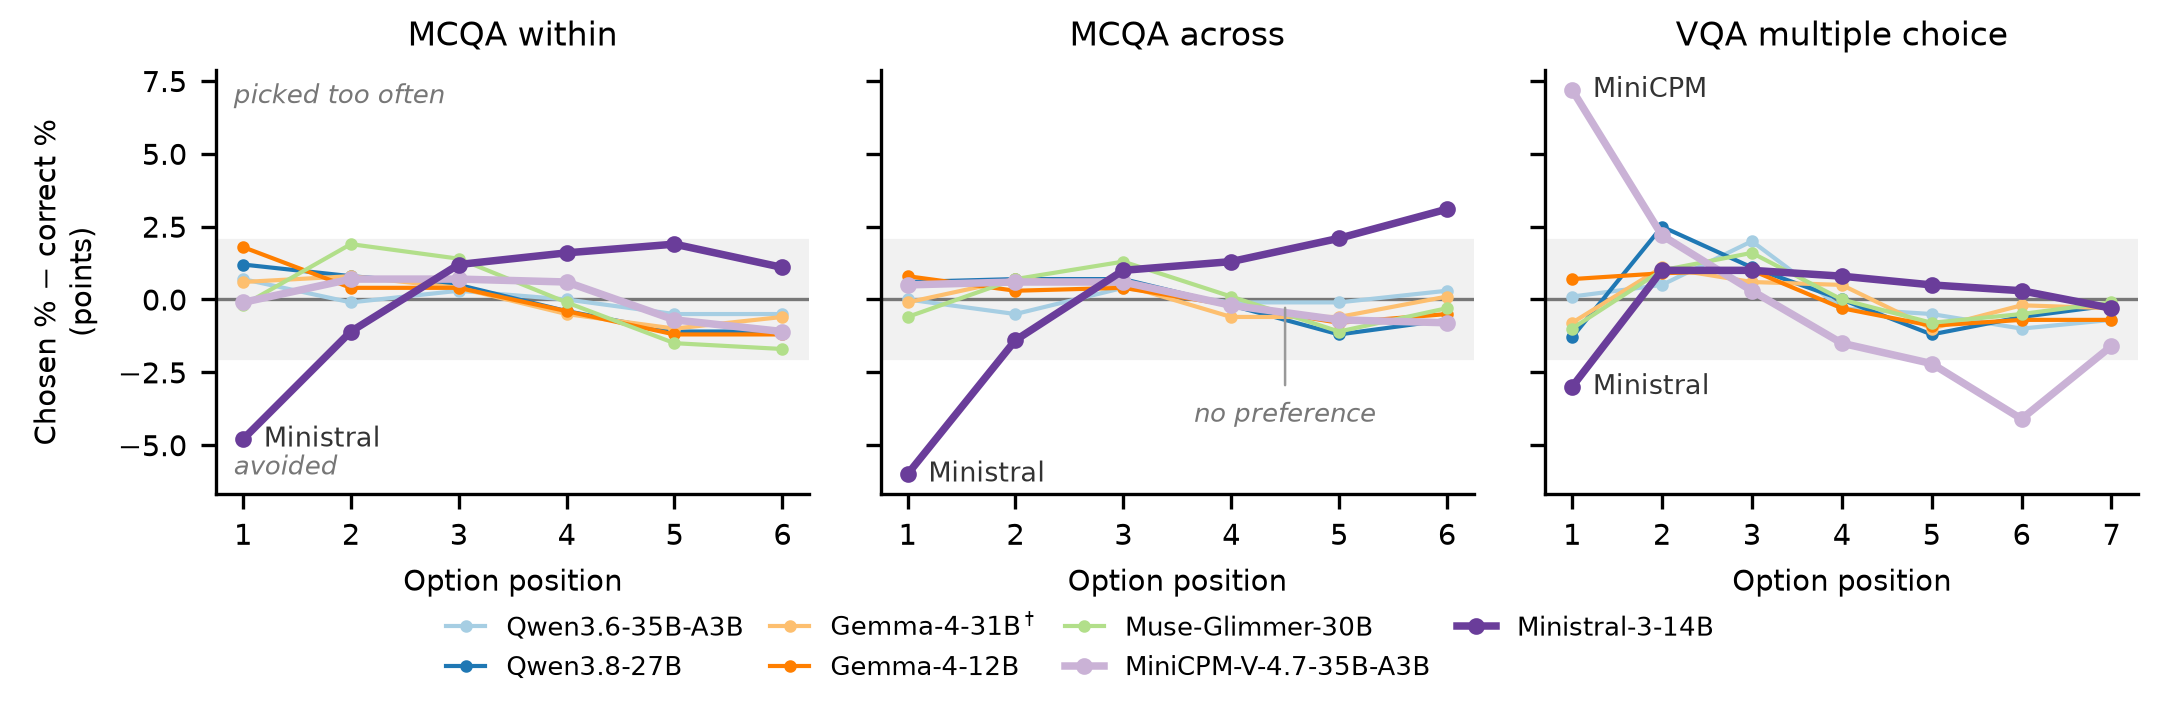 MCQA within
MCQA across
VQA multiple choice
Chosen % − correct %
(points)
7.5
5.0
2.5
0.0
−2.5
−5.0
picked too often
Ministral
avoided
no preference
Ministral
MiniCPM
Ministral
1 2 3 4 5 6
1 2 3 4 5 6
1 2 3 4 5 6 7
Option position
Option position
Option position
Qwen3.6-35B-A3B
Gemma-4-31B†
Muse-Glimmer-30B
Ministral-3-14B
Qwen3.8-27B
Gemma-4-12B
MiniCPM-V-4.7-35B-A3B